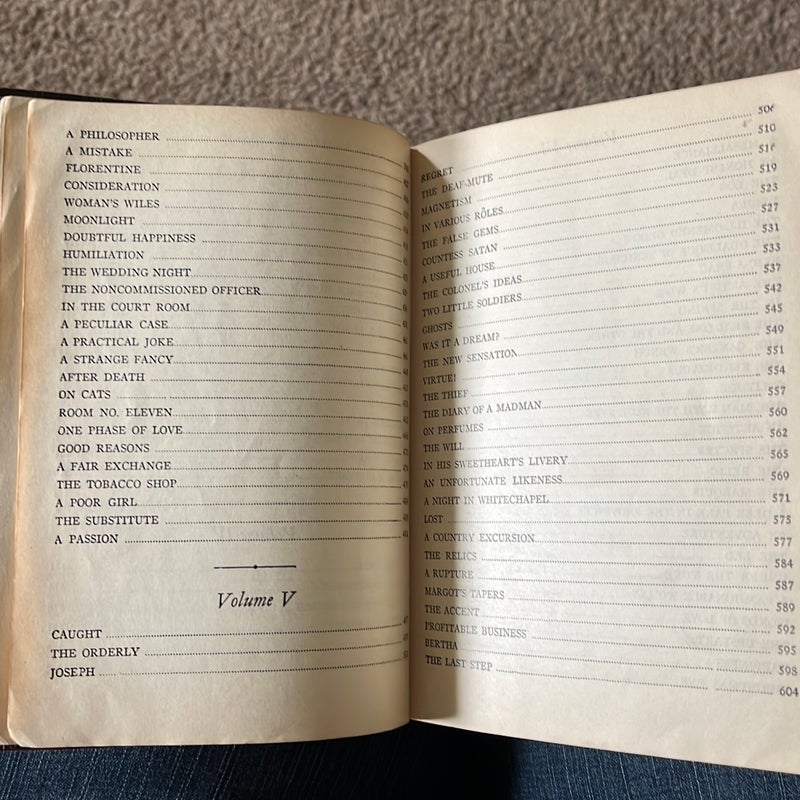 A PHILOSOPHER
A MISTAKE
FLORENTINE
CONSIDERATION
WOMAN'S WILES
MOONLIGHT
DOUBTFUL HAPPINESS
HUMILIATION
THE WEDDING NIGHT
THE NONCOMMISSIONED OFFICER
IN THE COURT ROOM
A PECULIAR CASE
A PRACTICAL JOKE
A STRANGE FANCY
AFTER DEATH
ON CATS
ROOM NO. ELEVEN
ONE PHASE OF LOVE
GOOD REASONS
A FAIR EXCHANGE
THE TOBACCO SHOP
A POOR GIRL
THE SUBSTITUTE
A PASSION
Volume V
CAUGHT
THE ORDERLY
JOSEPH
REGRET 506
THE DEAF-MUTE 510
MAGNETISM 516
IN VARIOUS RÔLES 519
THE FALSE GEMS 523
COUNTESS SATAN 527
A USEFUL HOUSE 531
THE COLONEL'S IDEAS 533
TWO LITTLE SOLDIERS 537
GHOSTS 542
WAS IT A DREAM? 545
THE NEW SENSATION 549
VIRTUE! 551
THE THIEF 554
THE DIARY OF A MADMAN 557
ON PERFUMES 560
THE WILL 562
IN HIS SWEETHEART'S LIVERY 565
AN UNFORTUNATE LIKENESS 569
A NIGHT IN WHITECHAPEL 571
LOST 575
A COUNTRY EXCURSION 577
THE RELICS 584
A RUPTURE 587
MARGOT'S TAPERS 589
THE ACCENT 592
PROFITABLE BUSINESS 595
BERTHA 598
THE LAST STEP 604